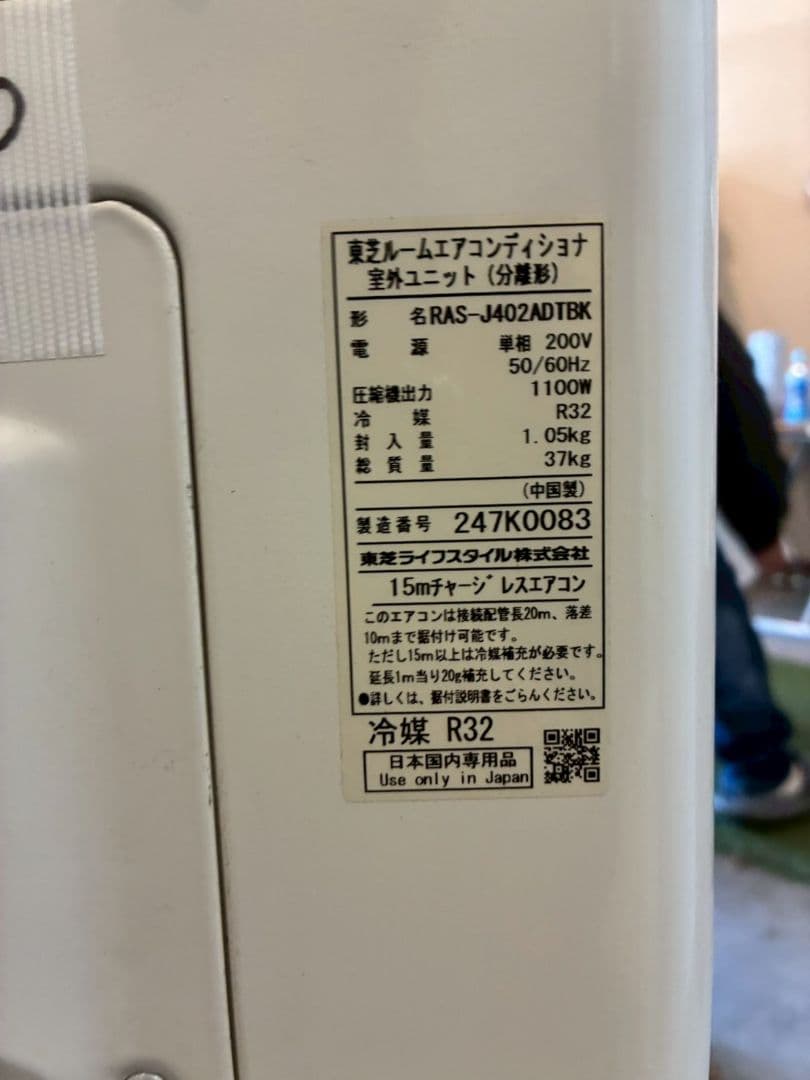 東芝ルームエアコンディショナ
室外ユニット（分離形）
形 名 RAS-J402ADTBK
電 源 単相 200V
50/60Hz
圧縮機出力 1100W
冷 媒 R32
封入量 1.05kg
総質量 37kg
（中国製）
製造番号 247K0083
東芝ライフスタイル株式会社
15mチャージレスエアコン
このエアコンは接続配管長20m、落差
10mまで据付け可能です。
ただし15m以上は冷媒補充が必要です。
延長1m当り20g補充してください。
●詳しくは、据付説明書をごらんください。
冷媒 R32
日本国内専用品
Use only in Japan